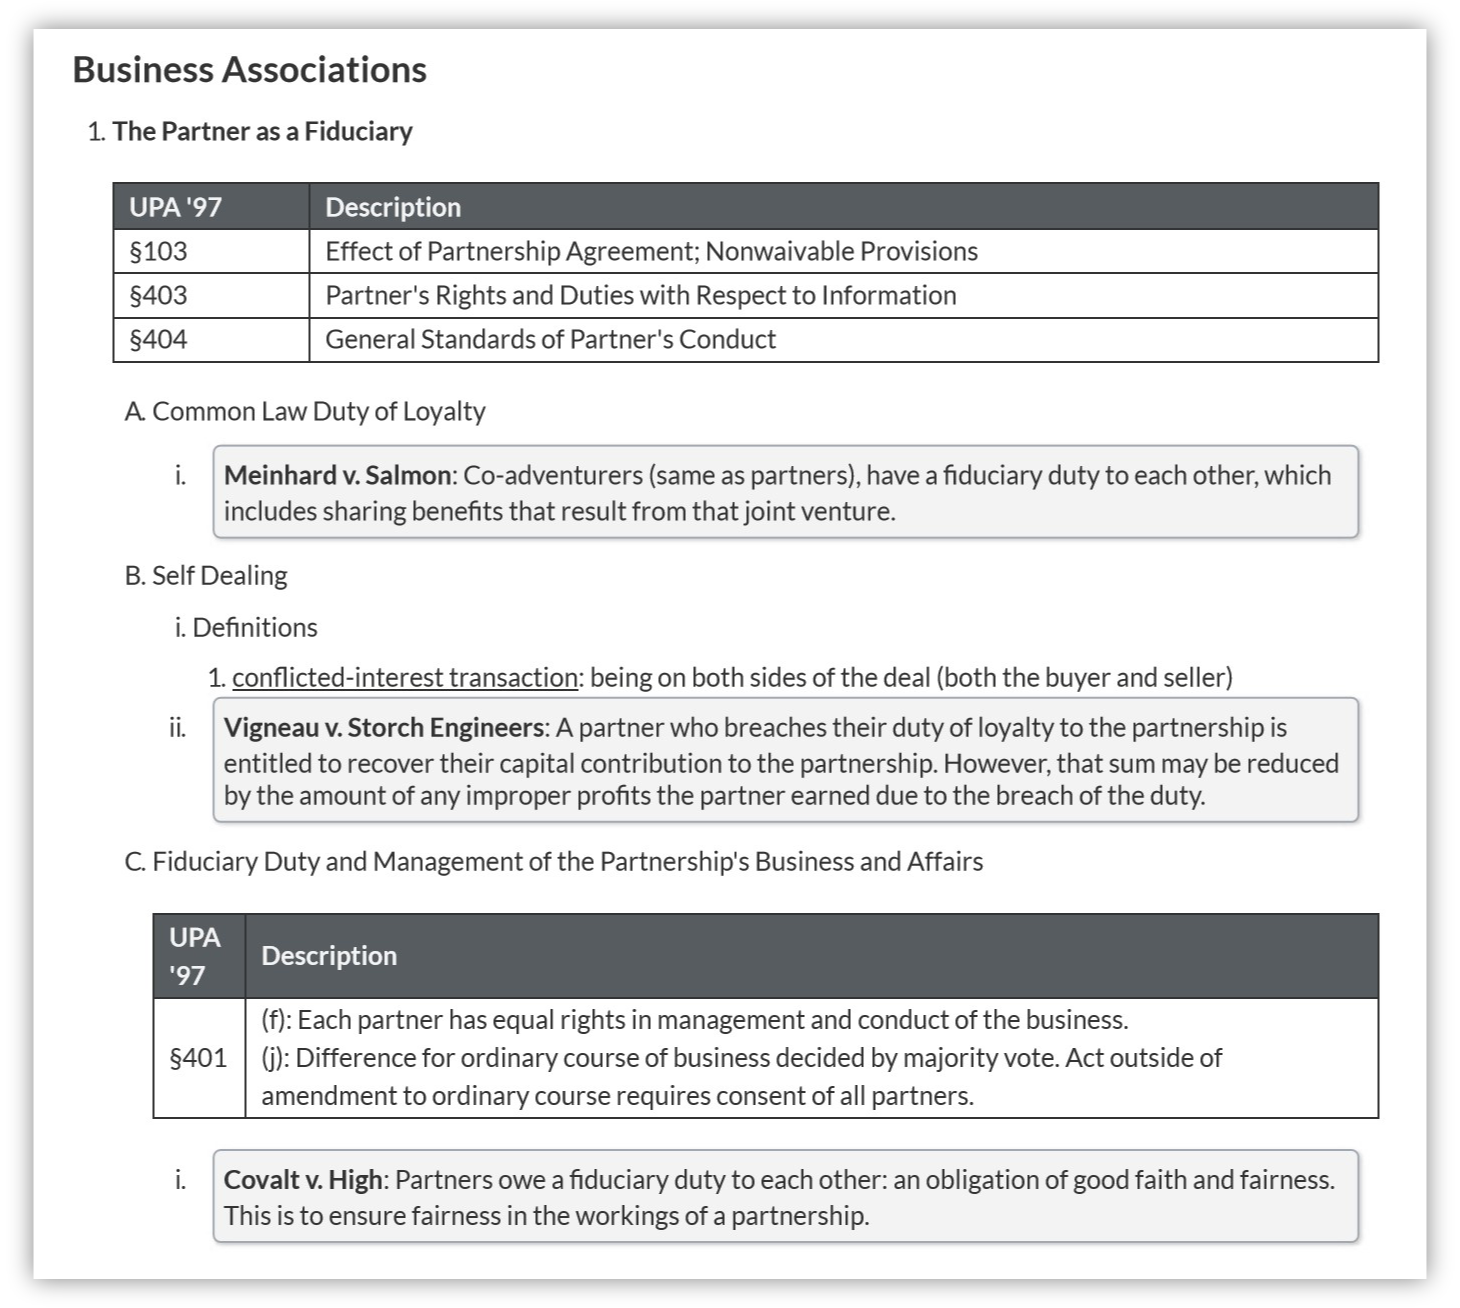 Business Associations
1. The Partner as a Fiduciary
UPA '97 Description
§103 Effect of Partnership Agreement; Nonwaivable Provisions
§403 Partner's Rights and Duties with Respect to Information
§404 General Standards of Partner's Conduct
A. Common Law Duty of Loyalty
i. Meinhard v. Salmon: Co-adventurers (same as partners), have a fiduciary duty to each other, which
includes sharing benefits that result from that joint venture.
B. Self Dealing
i. Definitions
1. conflicted-interest transaction: being on both sides of the deal (both the buyer and seller)
ii. Vigneau v. Storch Engineers: A partner who breaches their duty of loyalty to the partnership is
entitled to recover their capital contribution to the partnership. However, that sum may be reduced
by the amount of any improper profits the partner earned due to the breach of the duty.
C. Fiduciary Duty and Management of the Partnership's Business and Affairs
UPA
'97
Description
(f): Each partner has equal rights in management and conduct of the business.
§401 (j): Difference for ordinary course of business decided by majority vote. Act outside of
amendment to ordinary course requires consent of all partners.
i. Covalt v. High: Partners owe a fiduciary duty to each other: an obligation of good faith and fairness.
This is to ensure fairness in the workings of a partnership.